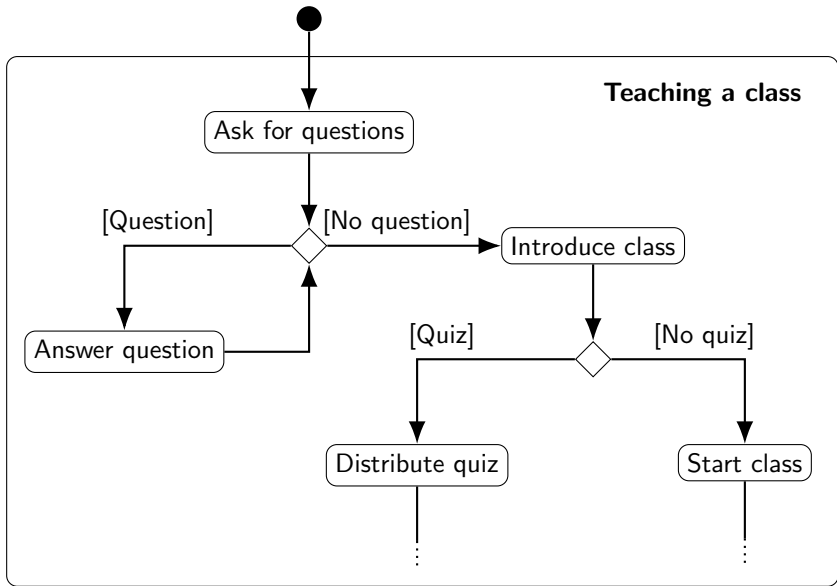 Teaching a class
Ask for questions
[Question]
[No question]
Introduce class
Answer question
[Quiz]
[No quiz]
Distribute quiz
Start class